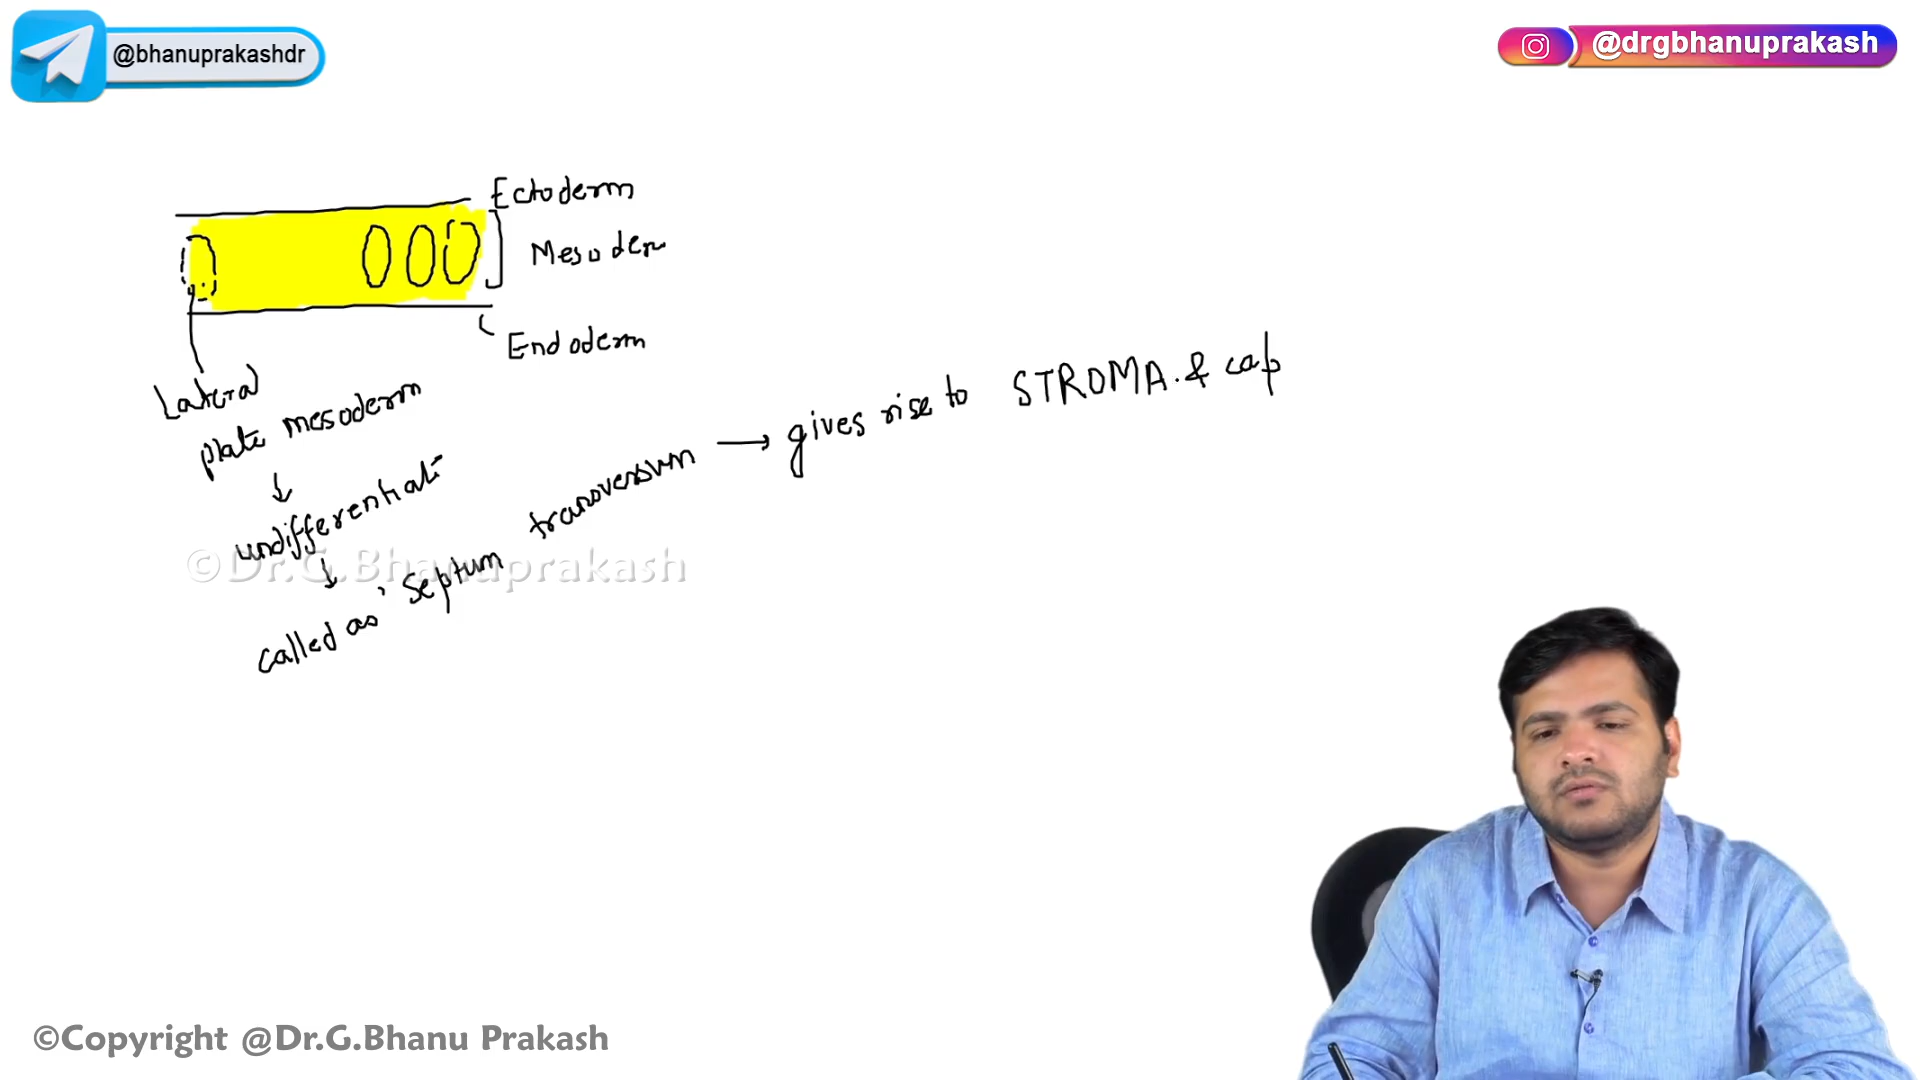 @bhanuprakashdr
@drgbhanuprakash
Ectoderm
Mesoderm
Endoderm
Lateral
plate mesoderm
↓
undifferentiati
↓
called as Septum transversum → gives rise to STROMA & cap
©Dr.G.Bhanuprakash
©Copyright @Dr.G.Bhanu Prakash